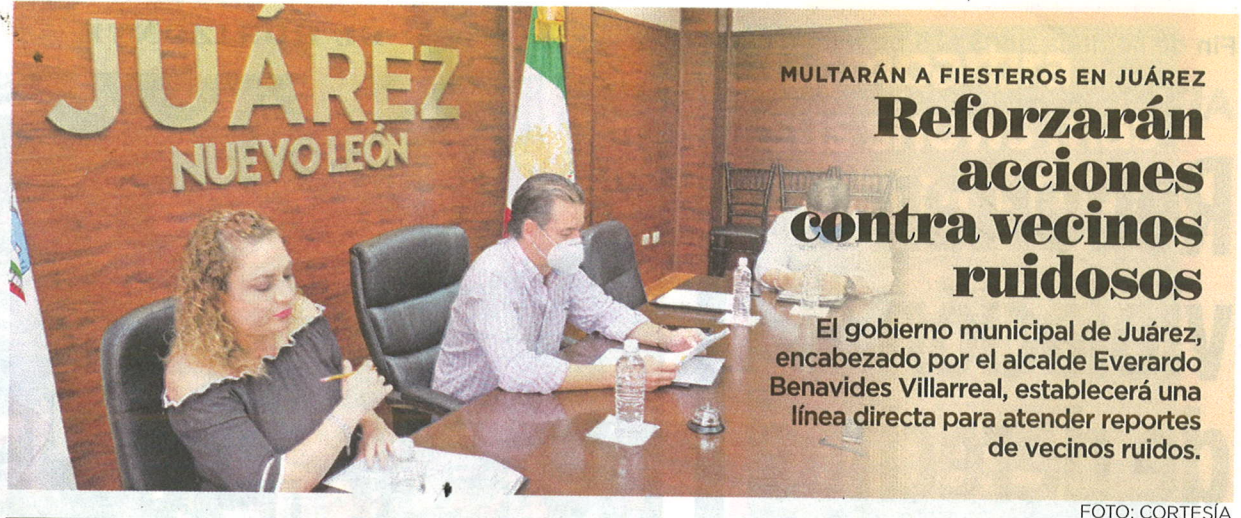 JUÁREZ
NUEVO LEÓN
MULTARÁN A FIESTEROS EN JUÁREZ
Reforzarán
acciones
contra vecinos
ruidosos
El gobierno municipal de Juárez,
encabezado por el alcalde Everardo
Benavides Villarreal, establecerá una
línea directa para atender reportes
de vecinos ruidos.
FOTO: CORTESÍA